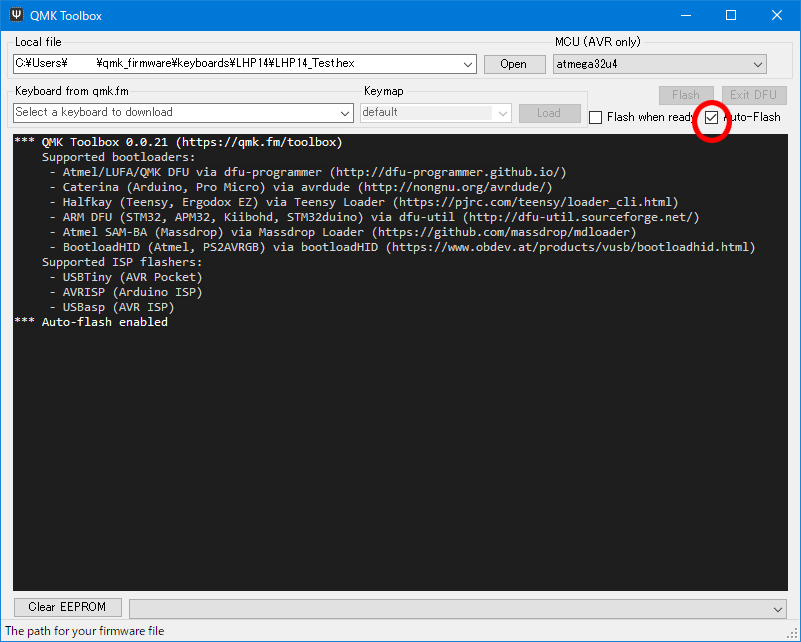 QMK Toolbox
Local file
MCU (AVR only)
C:¥Users¥ ¥qmk_firmware¥keyboards¥LHP14¥LHP14_Test.hex
Open
atmega32u4
Keyboard from qmk.fm
Keymap
Flash
Exit DFU
Select a keyboard to download
default
Load
Flash when ready
Auto-Flash
*** QMK Toolbox 0.0.21 (https://qmk.fm/toolbox)
Supported bootloaders:
- Atmel/LUFA/QMK DFU via dfu-programmer (http://dfu-programmer.github.io/)
- Caterina (Arduino, Pro Micro) via avrdude (http://nongnu.org/avrdude/)
- Halfkay (Teensy, Ergodox EZ) via Teensy Loader (https://pjrc.com/teensy/loader_cli.html)
- ARM DFU (STM32, APM32, Kiibohd, STM32duino) via dfu-util (http://dfu-util.sourceforge.net/)
- Atmel SAM-BA (Massdrop) via Massdrop Loader (https://github.com/massdrop/mdloader)
- BootloadHID (Atmel, PS2AVRGB) via bootloadHID (https://www.obdev.at/products/vusb/bootloadhid.html)
Supported ISP flashers:
- USBTiny (AVR Pocket)
- AVRISP (Arduino ISP)
- USBasp (AVR ISP)
*** Auto-flash enabled
Clear EEPROM
The path for your firmware file